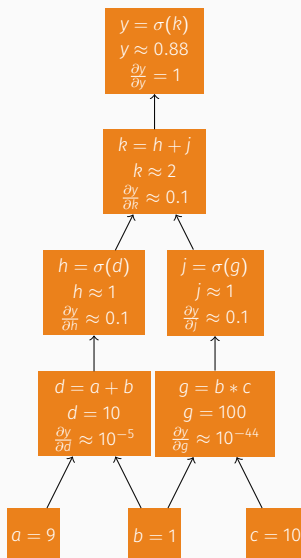 y = σ(k)
y ≈ 0.88
∂y/∂y = 1
k = h + j
k ≈ 2
∂y/∂k ≈ 0.1
h = σ(d)
h ≈ 1
∂y/∂h ≈ 0.1
j = σ(g)
j ≈ 1
∂y/∂j ≈ 0.1
d = a + b
d = 10
∂y/∂d ≈ 10⁻⁵
g = b ∗ c
g = 100
∂y/∂g ≈ 10⁻⁴⁴
a = 9
b = 1
c = 10